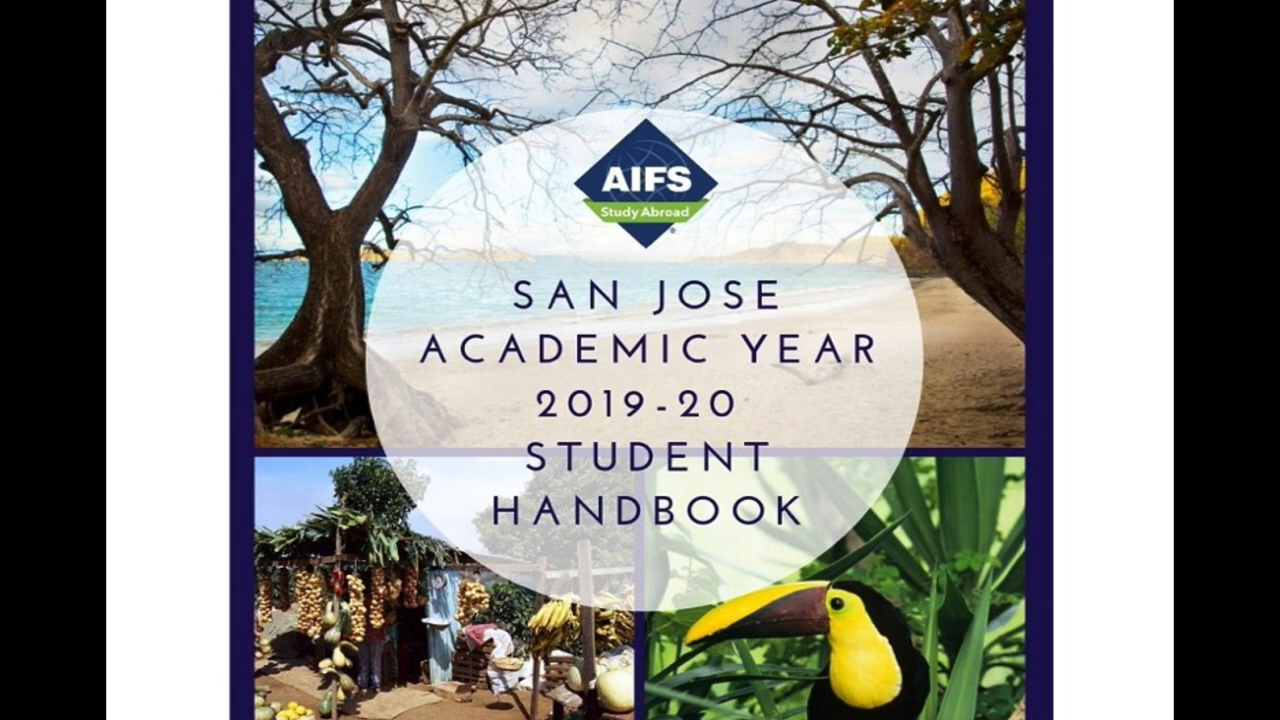 AIFS
Study Abroad
SAN JOSE
ACADEMIC YEAR
2019-20
STUDENT
HANDBOOK